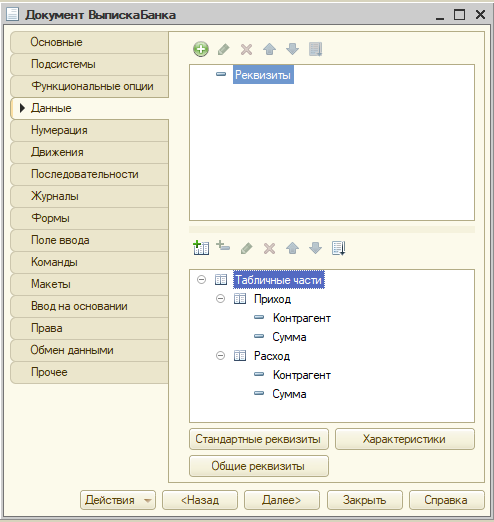 Документ ВыпискаБанка
Основные
Подсистемы
Функциональные опции
Данные
Нумерация
Движения
Последовательности
Журналы
Формы
Поле ввода
Команды
Макеты
Ввод на основании
Права
Обмен данными
Прочее
Реквизиты
Табличные части
Приход
Контрагент
Сумма
Расход
Контрагент
Сумма
Стандартные реквизиты
Характеристики
Общие реквизиты
Действия
<Назад
Далее>
Закрыть
Справка